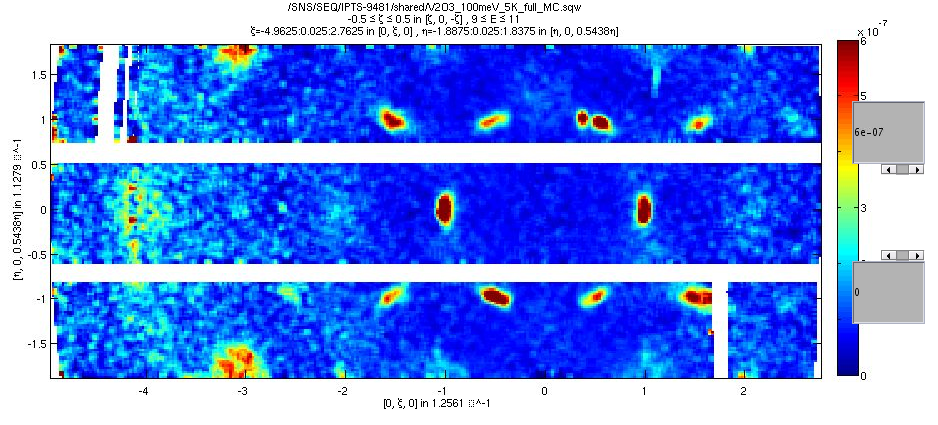 /SNS/SEQ/IPTS-9481/shared/V2O3_100meV_5K_full_MC.sqw
-0.5 ≤ ζ ≤ 0.5 in [ζ, 0, -ζ] , 9 ≤ E ≤ 11
ζ=-4.9625:0.025:2.7625 in [0, ζ, 0] , η=-1.8875:0.025:1.8375 in [η, 0, 0.5438η]
x 10 -7
6
5
6e-07
3
0
0
1.5
1
0.5
0
-0.5
-1
-1.5
[η, 0, 0.5438η] in 1.1279 Å^-1
-4
-3
-2
-1
0
1
2
[0, ζ, 0] in 1.2561 Å^-1